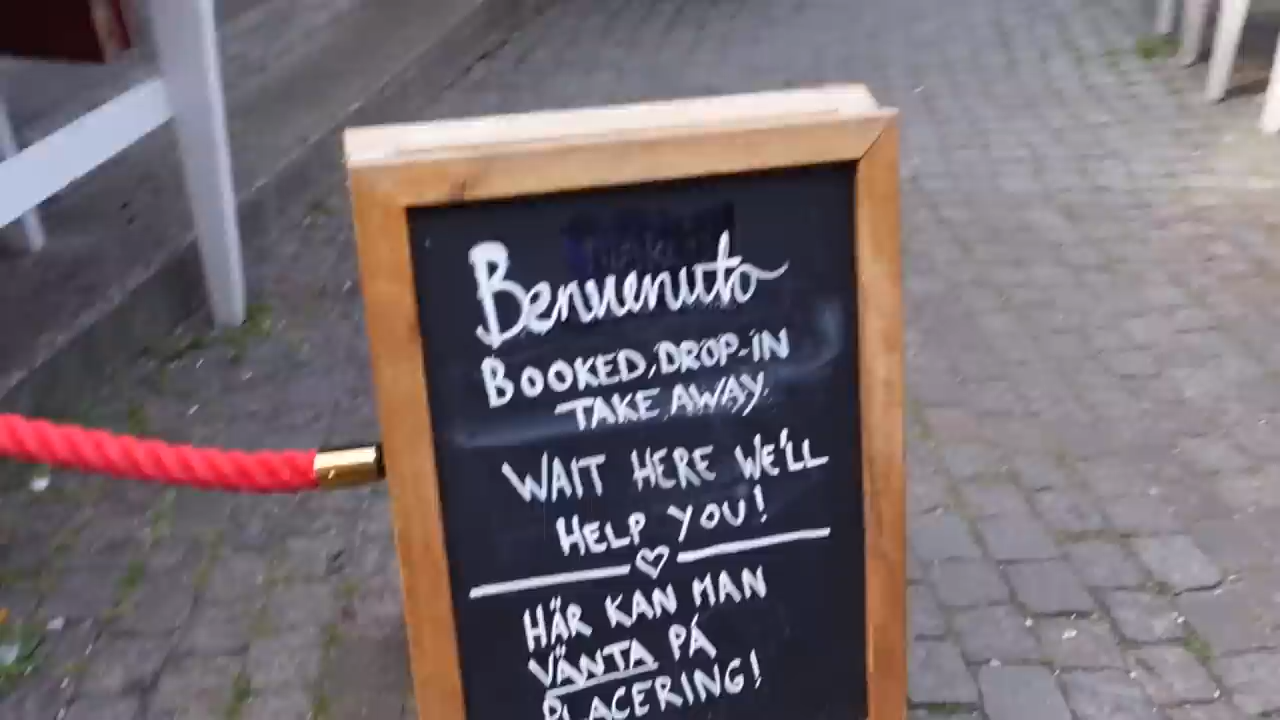 Benvenuto
BOOKED, DROP-IN
TAKE AWAY
WAIT HERE WE'LL
HELP YOU!
HÄR KAN MAN
VÄNTA PÅ
PLACERING!